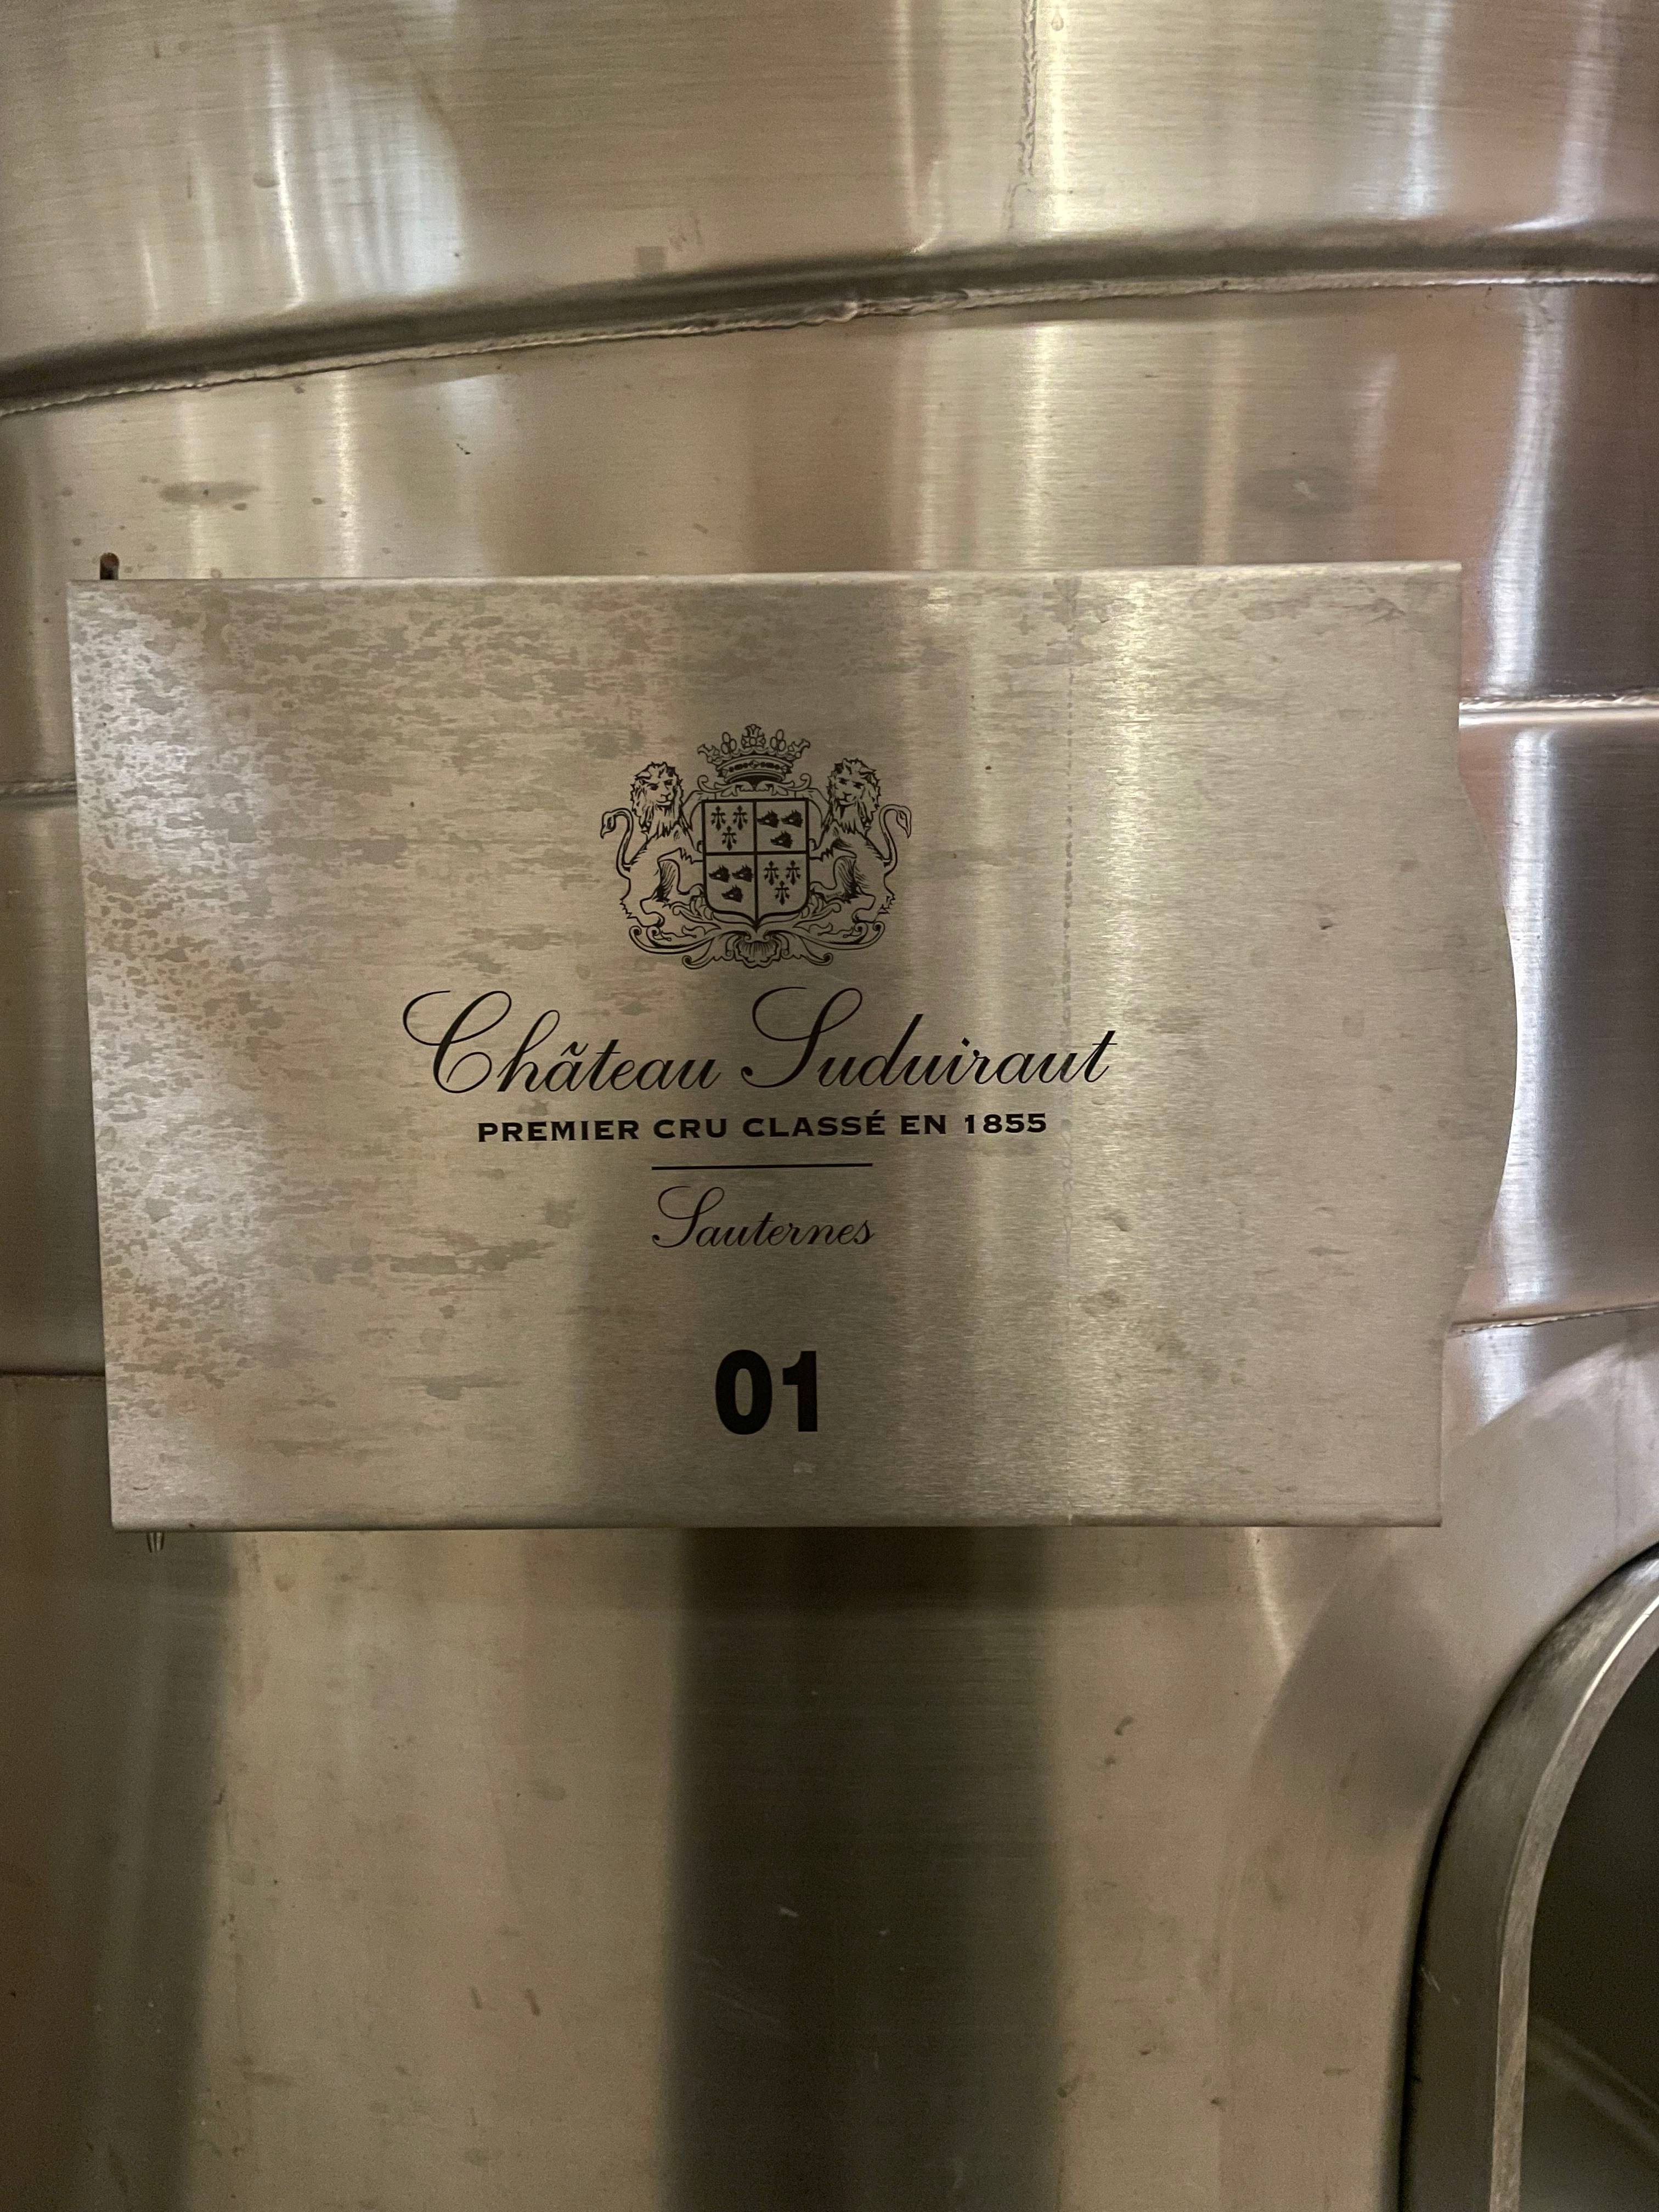 Château Suduiraut
PREMIER CRU CLASSÉ EN 1855
Sauternes
01